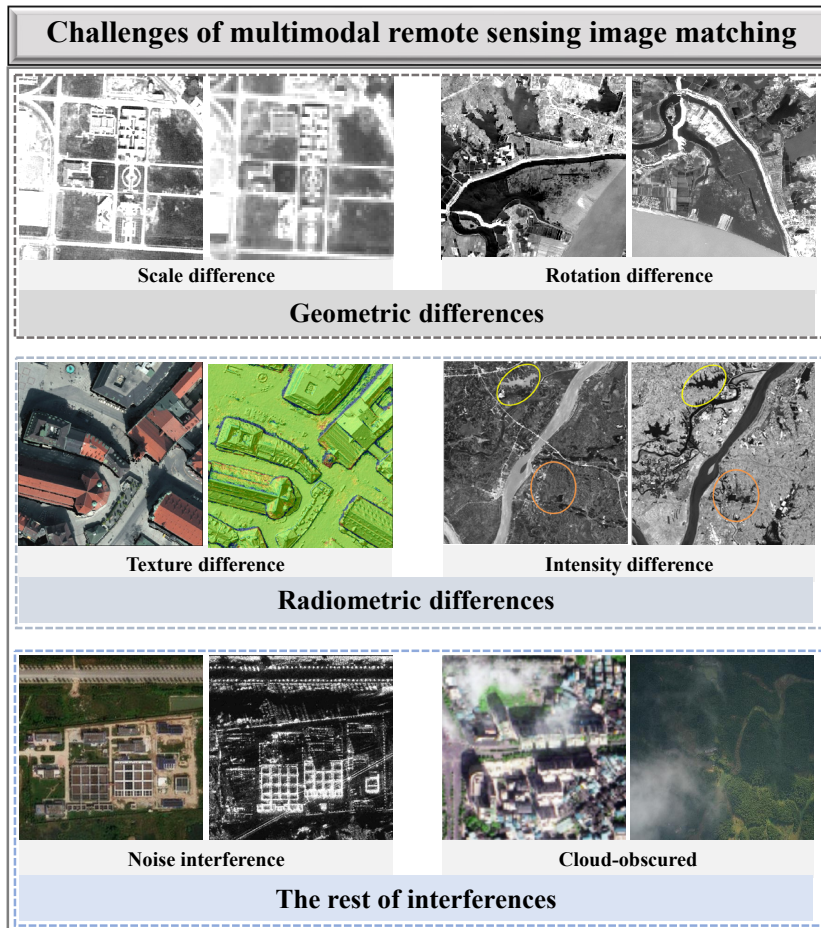 Challenges of multimodal remote sensing image matching
Scale difference
Rotation difference
Geometric differences
Texture difference
Intensity difference
Radiometric differences
Noise interference
Cloud-obscured
The rest of interferences